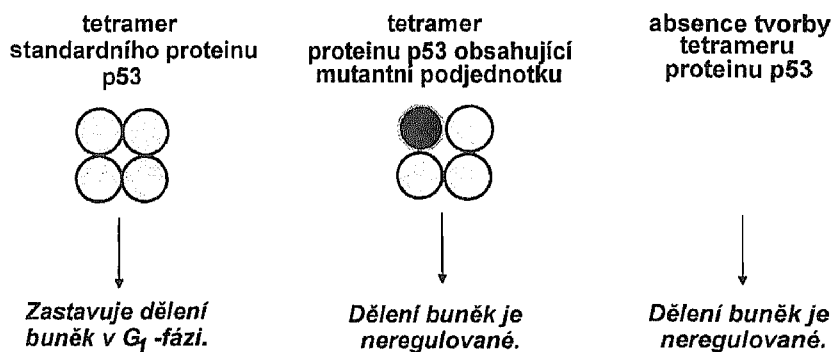 tetramer
standardního proteinu
p53
tetramer
proteinu p53 obsahující
mutantní podjednotku
absence tvorby
tetrameru
proteinu p53
Zastavuje dělení
buněk v G1 -fázi.
Dělení buněk je
neregulované.
Dělení buněk je
neregulované.